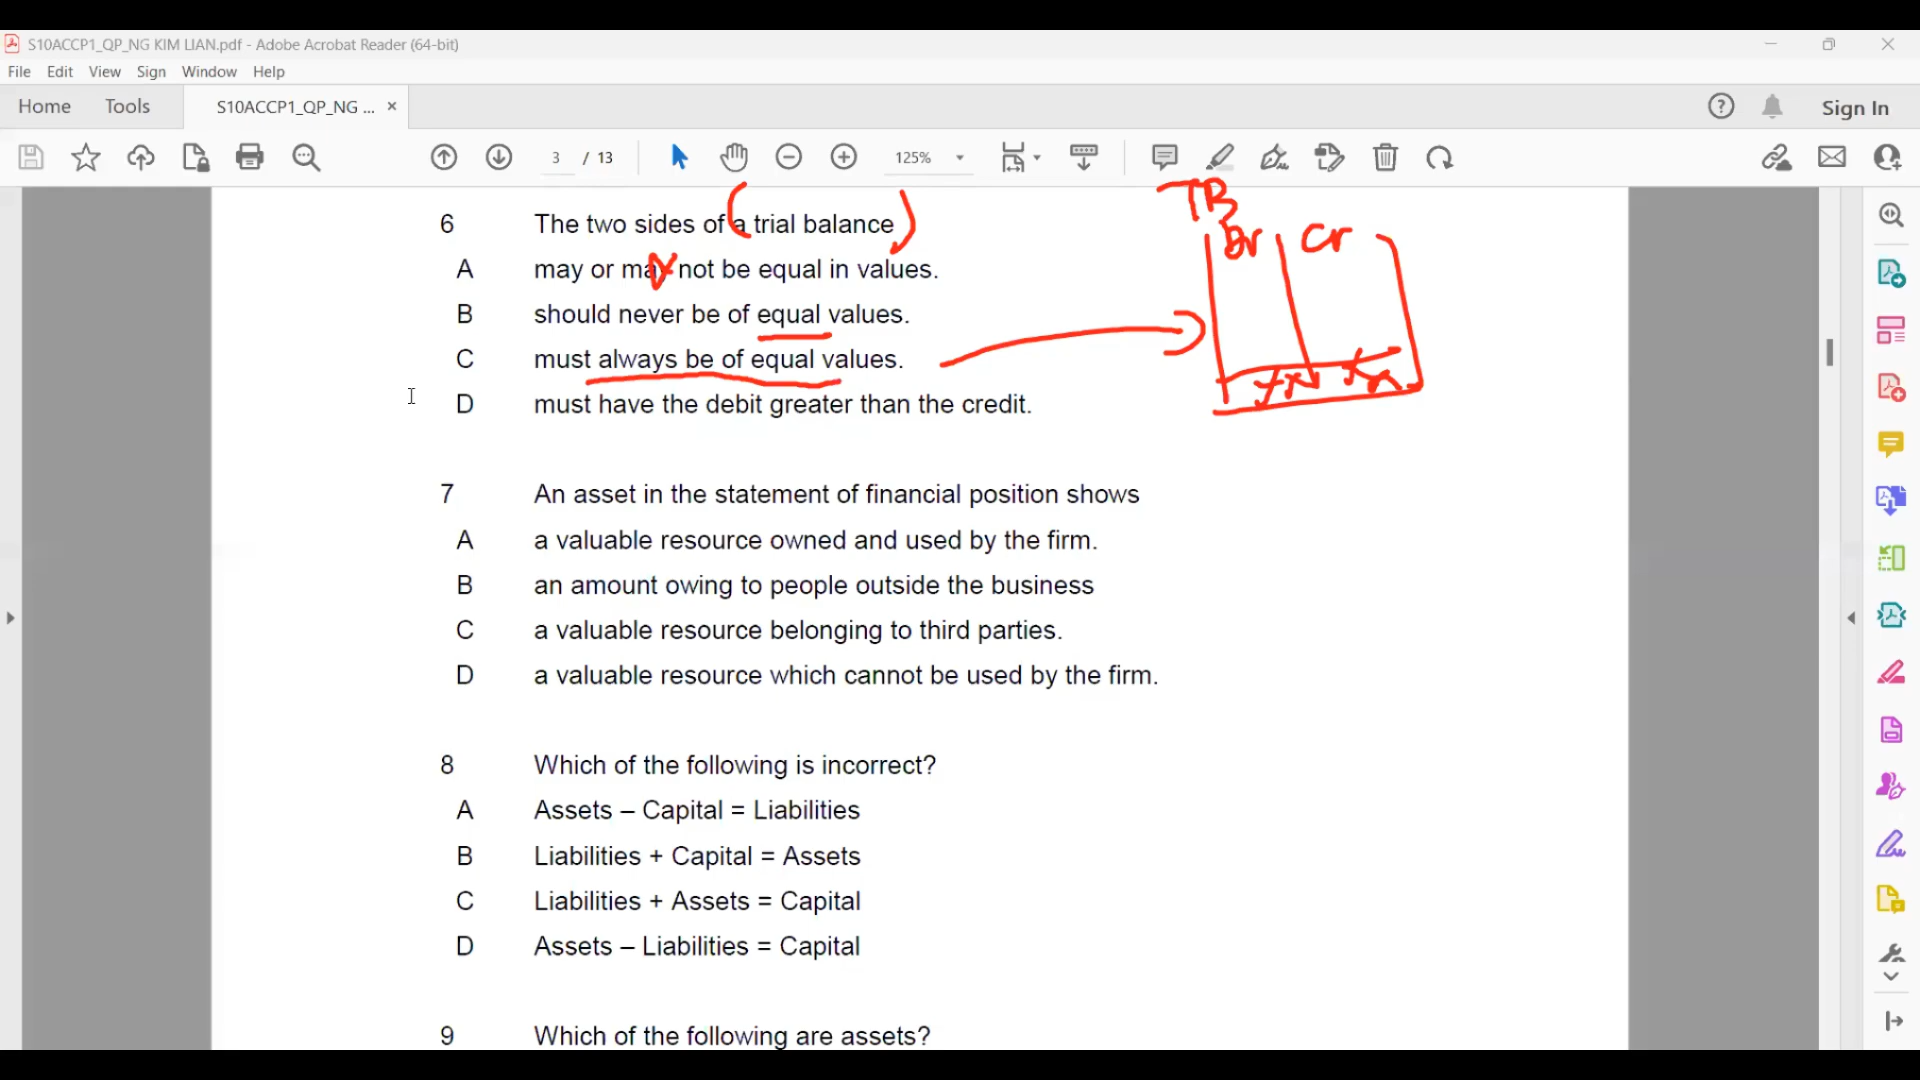 S10ACCP1_QP_NG KIM LIAN.pdf - Adobe Acrobat Reader (64-bit)
File Edit View Sign Window Help
Home Tools S10ACCP1_QP_NG ... × Sign In
3 / 13 125%
TB
Dr Cr
6 The two sides of a trial balance
A may or may not be equal in values.
B should never be of equal values.
C must always be of equal values.
D must have the debit greater than the credit.
7 An asset in the statement of financial position shows
A a valuable resource owned and used by the firm.
B an amount owing to people outside the business
C a valuable resource belonging to third parties.
D a valuable resource which cannot be used by the firm.
8 Which of the following is incorrect?
A Assets – Capital = Liabilities
B Liabilities + Capital = Assets
C Liabilities + Assets = Capital
D Assets – Liabilities = Capital
9 Which of the following are assets?